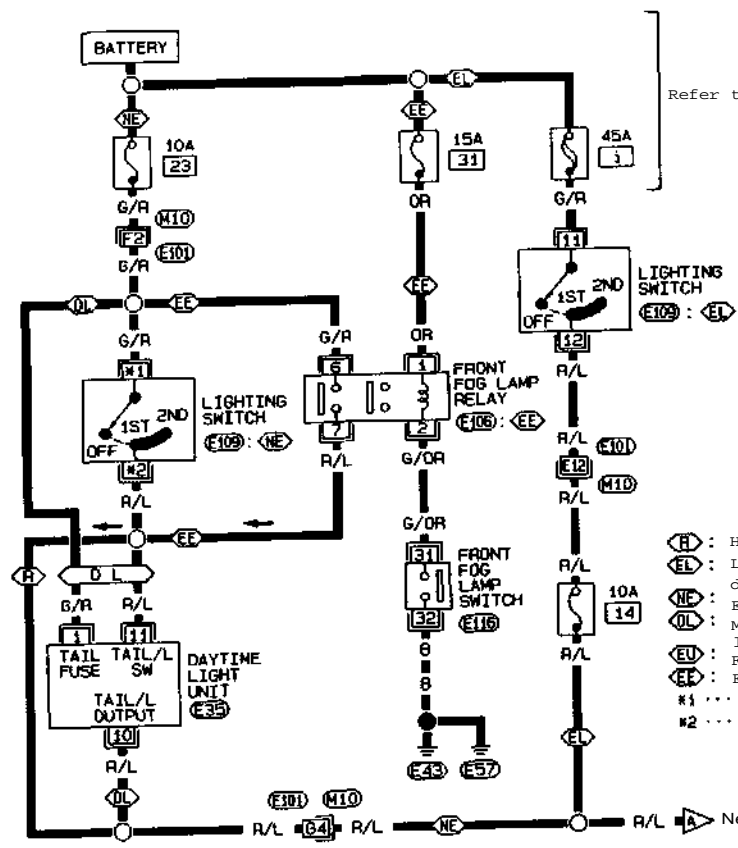 BATTERY
EL
Refer t
NE
EE
10A
23
15A
31
45A
G/R
OR
G/R
M10
F2
E101
G/R
11
1ST 2ND
OFF
LIGHTING
SWITCH
E109 : EL
12
DL
EE
EE
G/R
G/R
OR
R/L
*1
6
1
FRONT
FOG LAMP
RELAY
E106 : EE
1ST 2ND
OFF
LIGHTING
SWITCH
E109 : NE
7
2
*2
R/L
G/OR
R/L
E101
E12
M10
R/L
R/L
G/OR
EE
31
FRONT
FOG
LAMP
SWITCH
E116
32
R/L
10A
14
R/L
DL
G/R
R/L
1
11
TAIL
FUSE
TAIL/L
SW
TAIL/L
OUTPUT
DAYTIME
LIGHT
UNIT
E35
10
R/L
DL
B
B
E43
E57
EL
: H
EL : L
d
NE : E
DL : M
EU : F
EE : E
*1 ...
*2 ...
E101
M10
R/L
G4
R/L
NE
R/L
A
Ne